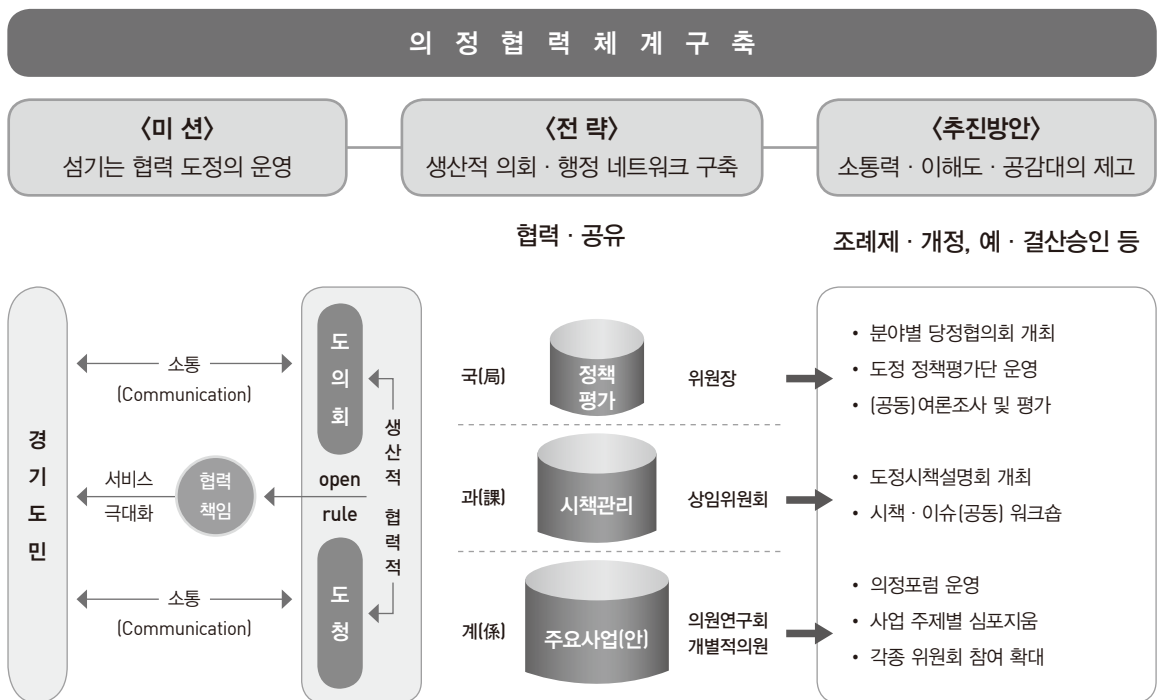 의정협력체계구축
〈미 션〉
섬기는 협력 도정의 운영
〈전 략〉
생산적 의회 · 행정 네트워크 구축
〈추진방안〉
소통력 · 이해도 · 공감대의 제고
협력 · 공유
조례제 · 개정, 예 · 결산승인 등
경기도민
소통
(Communication)
서비스
극대화
협력
책임
소통
(Communication)
도의회
open
rule
도청
생산적 협력적
국(局)
정책
평가
위원장
과(課)
시책관리
상임위원회
계(係)
주요사업(안)
의원연구회
개별적의원
• 분야별 당정협의회 개최
• 도정 정책평가단 운영
• (공동)여론조사 및 평가
• 도정시책설명회 개최
• 시책 · 이슈(공동) 워크숍
• 의정포럼 운영
• 사업 주제별 심포지움
• 각종 위원회 참여 확대